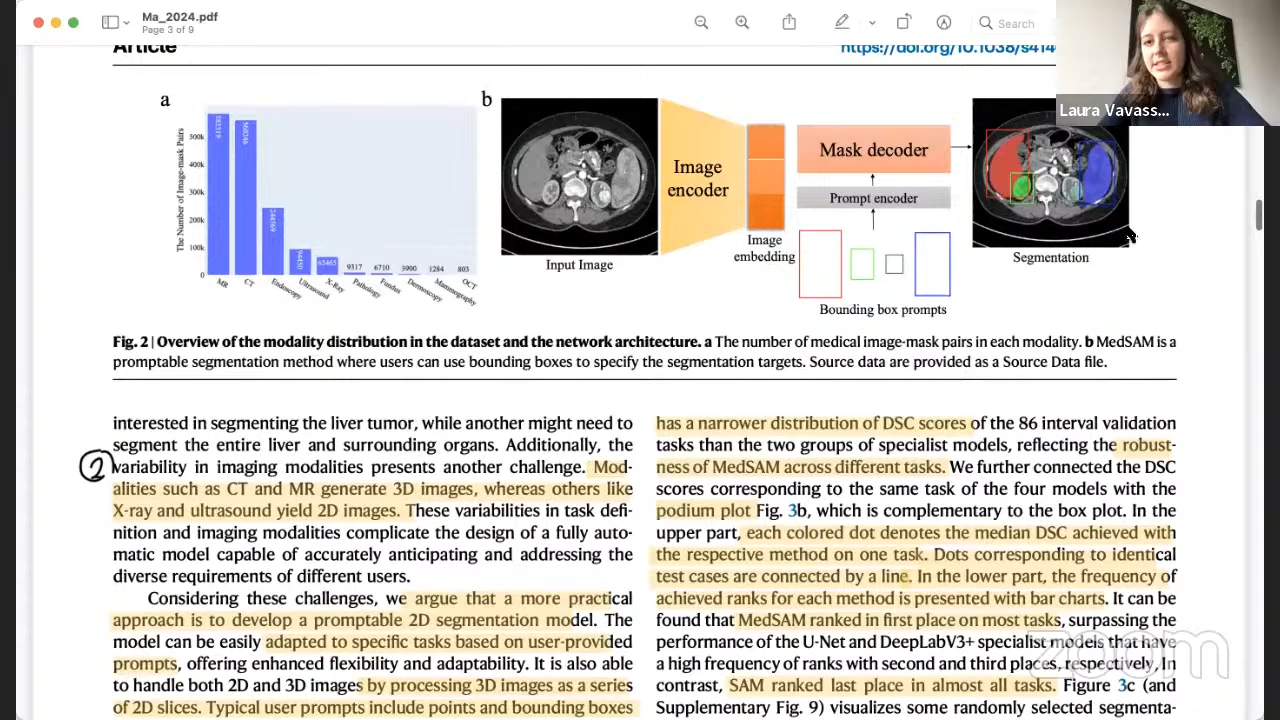 Ma_2024.pdf
Page 3 of 9
Search
Laura Vavass...
Article
https://doi.org/10.1038/s414
a
The Number of Image-mask Pairs
500k
400k
300k
200k
100k
0
94450
65465
9317
6710
3900
1284
803
MR
CT
Endoscopy
Ultrasound
X-Ray
Pathology
Fundus
Dermoscopy
Mammography
OCT
b
Input Image
Image
encoder
Image
embedding
Mask decoder
Prompt encoder
Bounding box prompts
Segmentation
Fig. 2 | Overview of the modality distribution in the dataset and the network architecture. a The number of medical image-mask pairs in each modality. b MedSAM is a
promptable segmentation method where users can use bounding boxes to specify the segmentation targets. Source data are provided as a Source Data file.
interested in segmenting the liver tumor, while another might need to
segment the entire liver and surrounding organs. Additionally, the
2
variability in imaging modalities presents another challenge. Mod-
alities such as CT and MR generate 3D images, whereas others like
X-ray and ultrasound yield 2D images. These variabilities in task defi-
nition and imaging modalities complicate the design of a fully auto-
matic model capable of accurately anticipating and addressing the
diverse requirements of different users.
Considering these challenges, we argue that a more practical
approach is to develop a promptable 2D segmentation model. The
model can be easily adapted to specific tasks based on user-provided
prompts, offering enhanced flexibility and adaptability. It is also able
to handle both 2D and 3D images by processing 3D images as a series
of 2D slices. Typical user prompts include points and bounding boxes
has a narrower distribution of DSC scores of the 86 interval validation
tasks than the two groups of specialist models, reflecting the robust-
ness of MedSAM across different tasks. We further connected the DSC
scores corresponding to the same task of the four models with the
podium plot Fig. 3b, which is complementary to the box plot. In the
upper part, each colored dot denotes the median DSC achieved with
the respective method on one task. Dots corresponding to identical
test cases are connected by a line. In the lower part, the frequency of
achieved ranks for each method is presented with bar charts. It can be
found that MedSAM ranked in first place on most tasks, surpassing the
performance of the U-Net and DeepLabV3+ specialist models that have
a high frequency of ranks with second and third places, respectively, In
contrast, SAM ranked last place in almost all tasks. Figure 3c (and
Supplementary Fig. 9) visualizes some randomly selected segmenta-
zoom